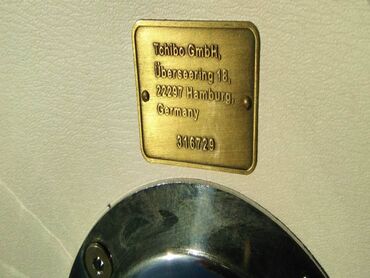 Tchibo GmbH,
Überseering 18,
22297 Hamburg,
Germany
316729